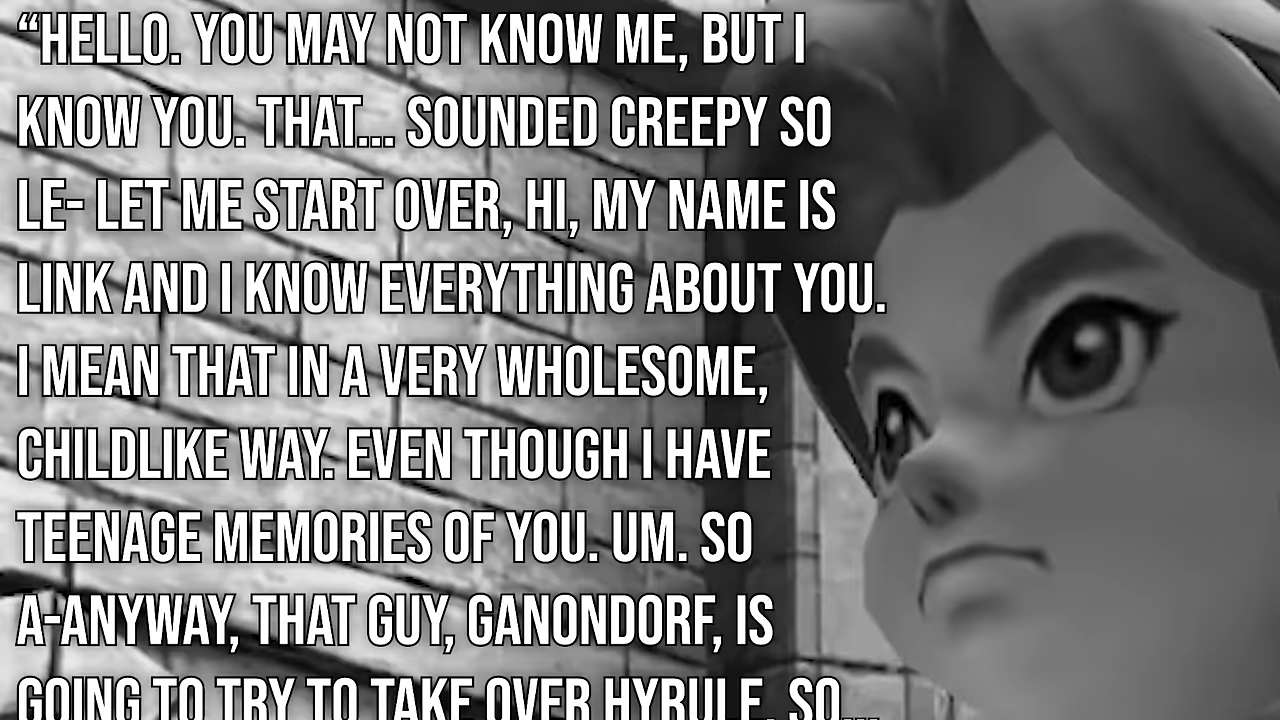 “HELLO. YOU MAY NOT KNOW ME, BUT I
KNOW YOU. THAT... SOUNDED CREEPY SO
LE- LET ME START OVER, HI, MY NAME IS
LINK AND I KNOW EVERYTHING ABOUT YOU.
I MEAN THAT IN A VERY WHOLESOME,
CHILDLIKE WAY. EVEN THOUGH I HAVE
TEENAGE MEMORIES OF YOU. UM. SO
A-ANYWAY, THAT GUY, GANONDORF, IS
GOING TO TRY TO TAKE OVER HYRULE, SO...